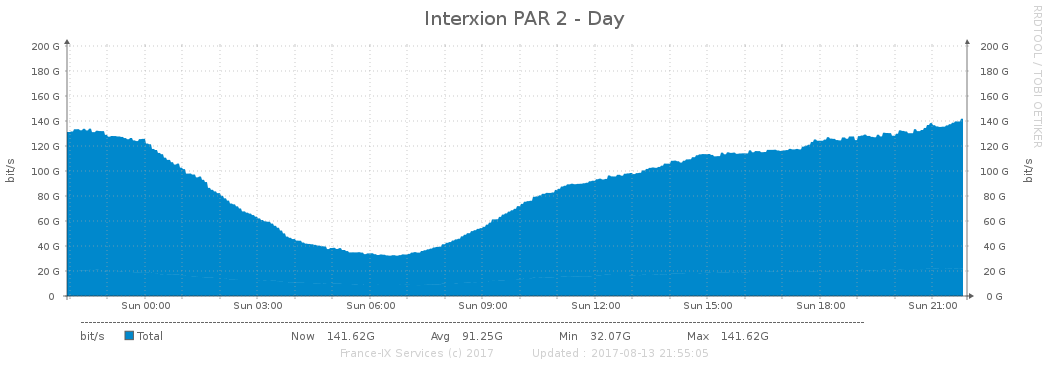 Interxion PAR 2 - Day
RRDTOOL / TOBI OETIKER
bit/s
bit/s
200 G 200 G
180 G 180 G
160 G 160 G
140 G 140 G
120 G 120 G
100 G 100 G
80 G 80 G
60 G 60 G
40 G 40 G
20 G 20 G
0 0 G
Sun 00:00 Sun 03:00 Sun 06:00 Sun 09:00 Sun 12:00 Sun 15:00 Sun 18:00 Sun 21:00
bit/s Total Now 141.62G Avg 91.25G Min 32.07G Max 141.62G
France-IX Services (c) 2017 Updated : 2017-08-13 21:55:05